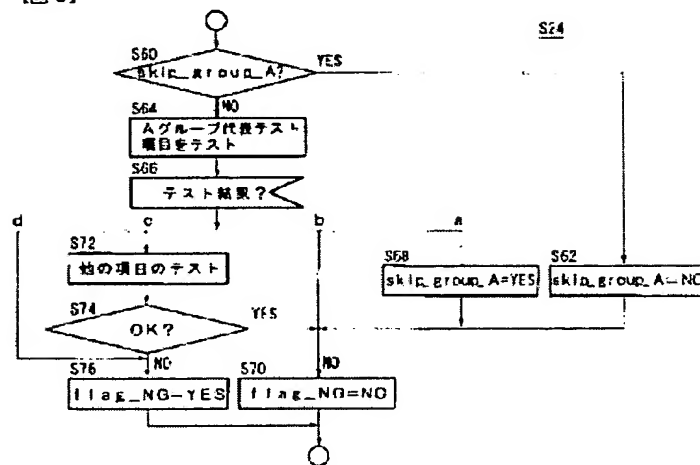 S24
S60
YES
skip_group_A?
NO
S64
Aグループ代表テスト
項目をテスト
S66
テスト結果?
d
c
b
a
S72
他の項目のテスト
S68
skip_group_A=YES
S62
skip_group_A=NO
S74
OK?
YES
NO
NO
S76
flag_NG=YES
S70
flag_NG=NO